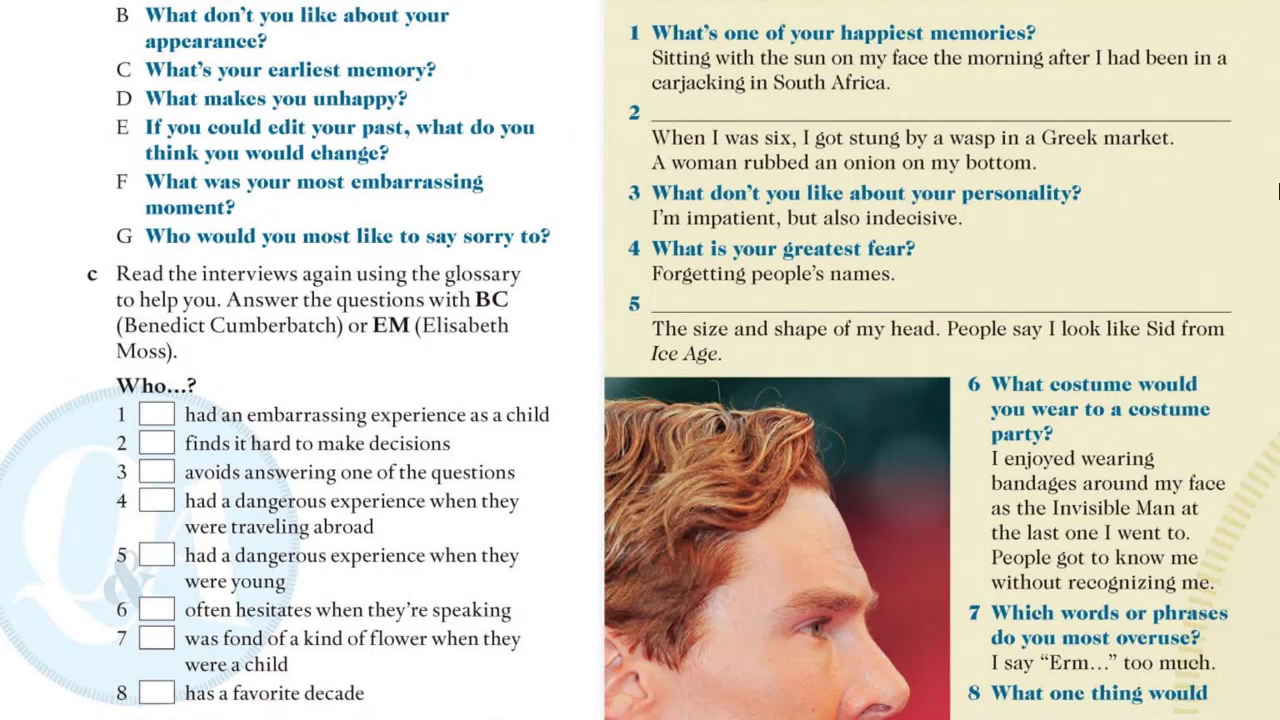 B What don't you like about your
appearance?
C What's your earliest memory?
D What makes you unhappy?
E If you could edit your past, what do you
think you would change?
F What was your most embarrassing
moment?
G Who would you most like to say sorry to?
c Read the interviews again using the glossary
to help you. Answer the questions with BC
(Benedict Cumberbatch) or EM (Elisabeth
Moss).
Who...?
1 had an embarrassing experience as a child
2 finds it hard to make decisions
3 avoids answering one of the questions
4 had a dangerous experience when they
were traveling abroad
5 had a dangerous experience when they
were young
6 often hesitates when they're speaking
7 was fond of a kind of flower when they
were a child
8 has a favorite decade
Q&A
1 What's one of your happiest memories?
Sitting with the sun on my face the morning after I had been in a
carjacking in South Africa.
2
When I was six, I got stung by a wasp in a Greek market.
A woman rubbed an onion on my bottom.
3 What don't you like about your personality?
I'm impatient, but also indecisive.
4 What is your greatest fear?
Forgetting people's names.
5
The size and shape of my head. People say I look like Sid from
Ice Age.
6 What costume would
you wear to a costume
party?
I enjoyed wearing
bandages around my face
as the Invisible Man at
the last one I went to.
People got to know me
without recognizing me.
7 Which words or phrases
do you most overuse?
I say "Erm..." too much.
8 What one thing would